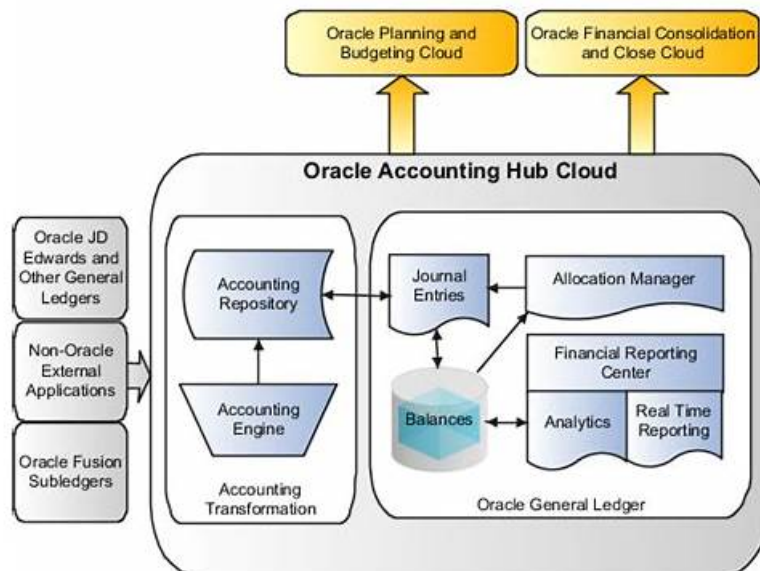 Oracle Planning and
Budgeting Cloud
Oracle Financial Consolidation
and Close Cloud
Oracle Accounting Hub Cloud
Oracle JD
Edwards and
Other General
Ledgers
Non-Oracle
External
Applications
Oracle Fusion
Subledgers
Accounting
Repository
Accounting
Engine
Accounting
Transformation
Journal
Entries
Allocation Manager
Financial Reporting
Center
Balances
Analytics
Real Time
Reporting
Oracle General Ledger